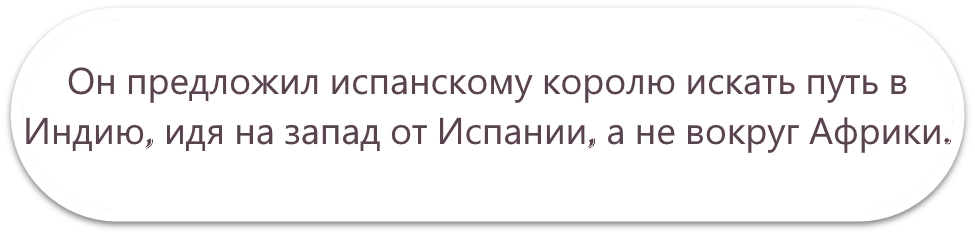 Он предложил испанскому королю искать путь в
Индию, идя на запад от Испании, а не вокруг Африки.